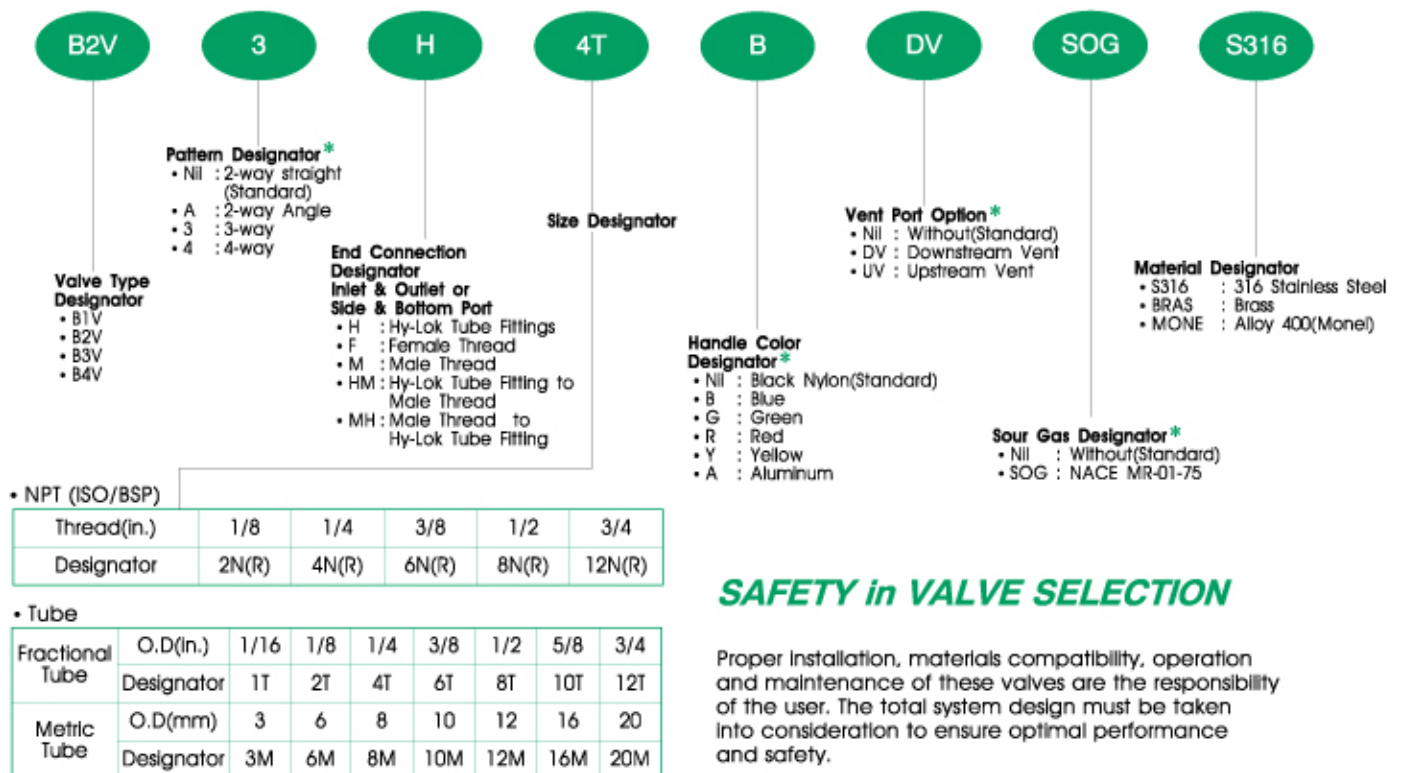 B2V 3 H 4T B DV SOG S316
Valve Type
Designator
• B1V
• B2V
• B3V
• B4V
Pattern Designator*
• Nil : 2-way straight
(Standard)
• A : 2-way Angle
• 3 : 3-way
• 4 : 4-way
End Connection
Designator
Inlet & Outlet or
Side & Bottom Port
• H : Hy-Lok Tube Fittings
• F : Female Thread
• M : Male Thread
• HM : Hy-Lok Tube Fitting to
Male Thread
• MH : Male Thread to
Hy-Lok Tube Fitting
Size Designator
Handle Color
Designator*
• Nil : Black Nylon(Standard)
• B : Blue
• G : Green
• R : Red
• Y : Yellow
• A : Aluminum
Vent Port Option*
• Nil : Without(Standard)
• DV : Downstream Vent
• UV : Upstream Vent
Sour Gas Designator*
• Nil : Without(Standard)
• SOG : NACE MR-01-75
Material Designator
• S316 : 316 Stainless Steel
• BRAS : Brass
• MONE : Alloy 400(Monel)
• NPT (ISO/BSP)
Thread(in.) 1/8 1/4 3/8 1/2 3/4
Designator 2N(R) 4N(R) 6N(R) 8N(R) 12N(R)
• Tube
Fractional
Tube
O.D(in.) 1/16 1/8 1/4 3/8 1/2 5/8 3/4
Designator 1T 2T 4T 6T 8T 10T 12T
Metric
Tube
O.D(mm) 3 6 8 10 12 16 20
Designator 3M 6M 8M 10M 12M 16M 20M
SAFETY in VALVE SELECTION
Proper installation, materials compatibility, operation
and maintenance of these valves are the responsibility
of the user. The total system design must be taken
into consideration to ensure optimal performance
and safety.